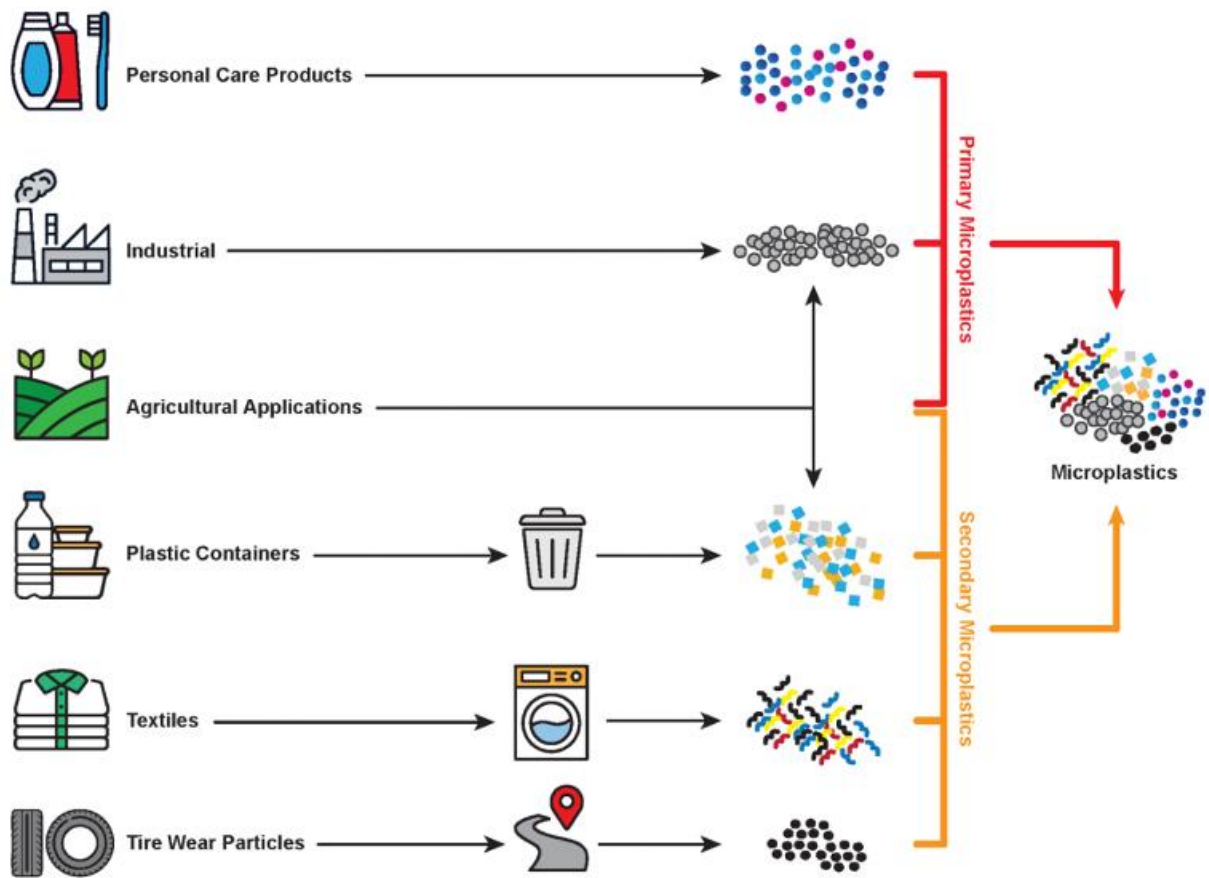 Personal Care Products
Industrial
Agricultural Applications
Plastic Containers
Textiles
Tire Wear Particles
Primary Microplastics
Secondary Microplastics
Microplastics